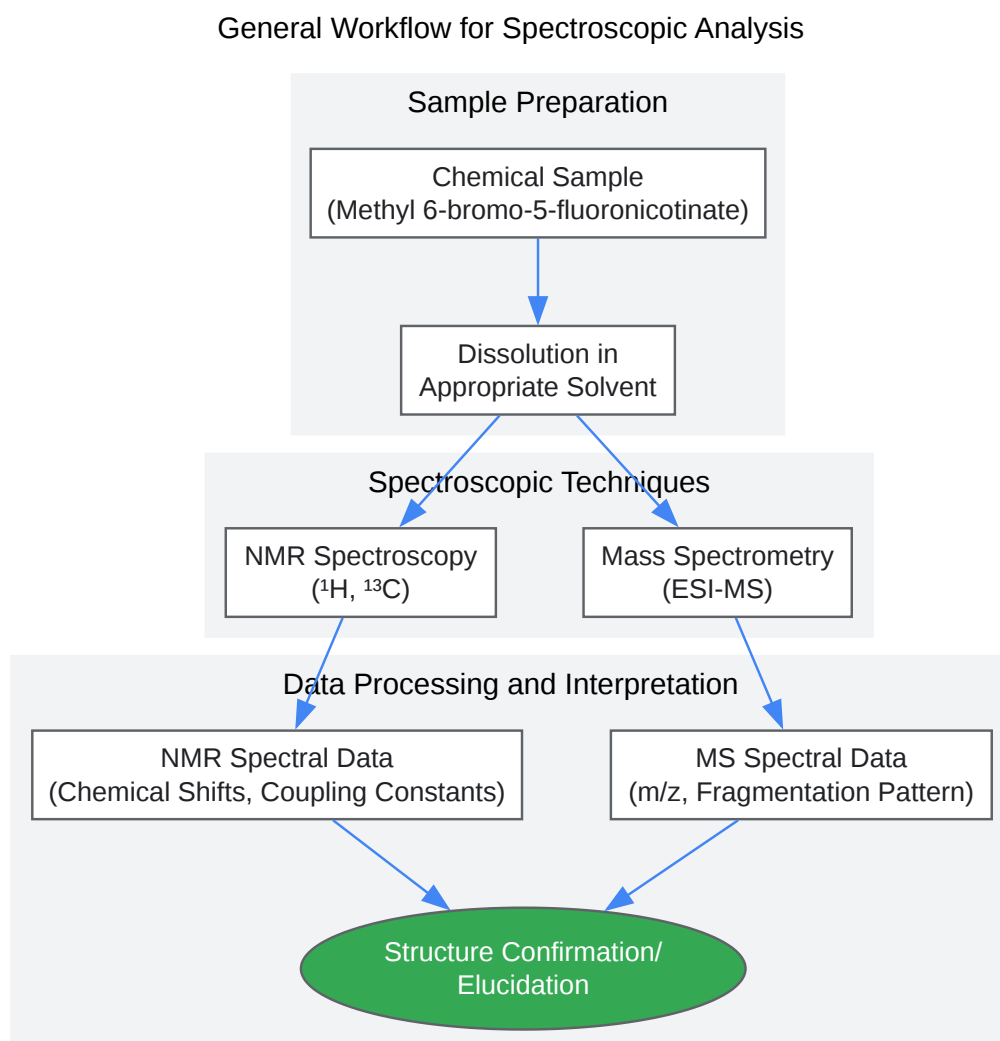 General Workflow for Spectroscopic Analysis
Sample Preparation
Chemical Sample
(Methyl 6-bromo-5-fluoronicotinate)
Dissolution in
Appropriate Solvent
Spectroscopic Techniques
NMR Spectroscopy
(¹H, ¹³C)
Mass Spectrometry
(ESI-MS)
Data Processing and Interpretation
NMR Spectral Data
(Chemical Shifts, Coupling Constants)
MS Spectral Data
(m/z, Fragmentation Pattern)
Structure Confirmation/
Elucidation